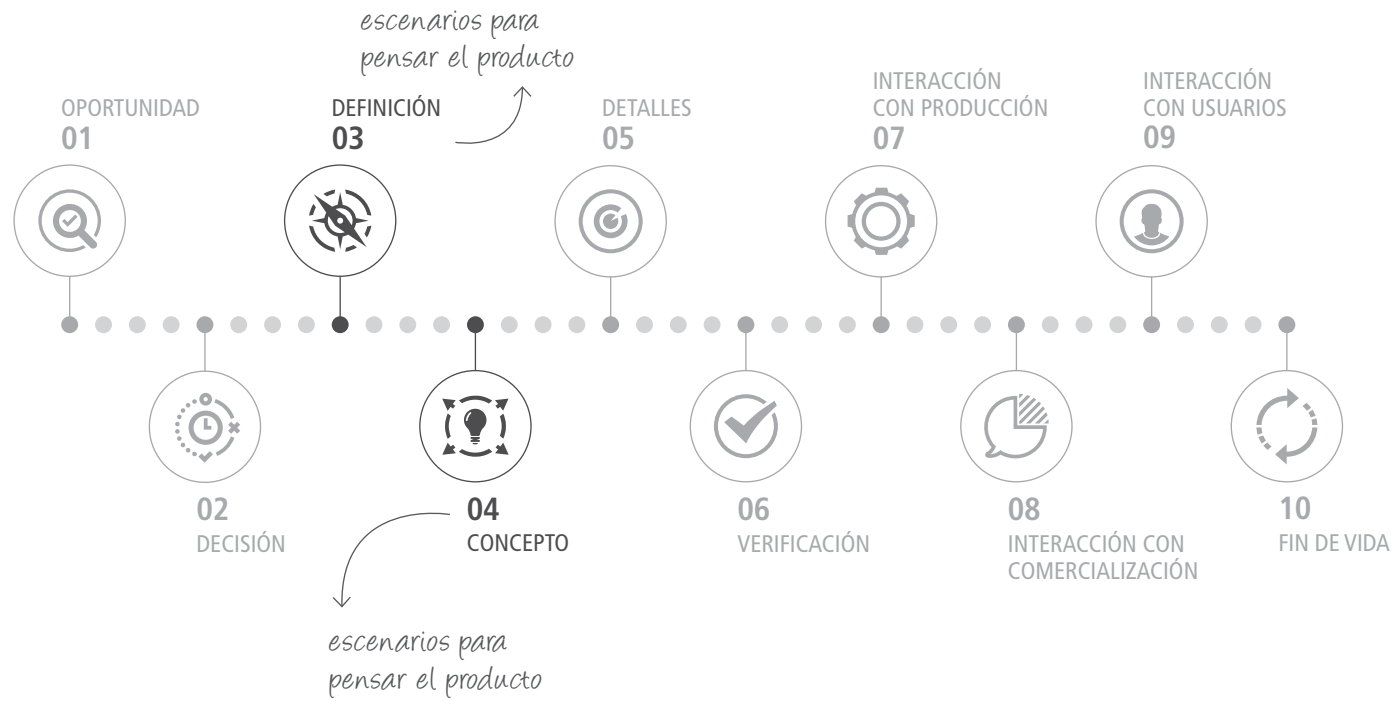 escenarios para
pensar el producto
OPORTUNIDAD
01
DEFINICIÓN
03
DETALLES
05
INTERACCIÓN
CON PRODUCCIÓN
07
INTERACCIÓN
CON USUARIOS
09
02
DECISIÓN
04
CONCEPTO
06
VERIFICACIÓN
08
INTERACCIÓN CON
COMERCIALIZACIÓN
10
FIN DE VIDA
escenarios para
pensar el producto